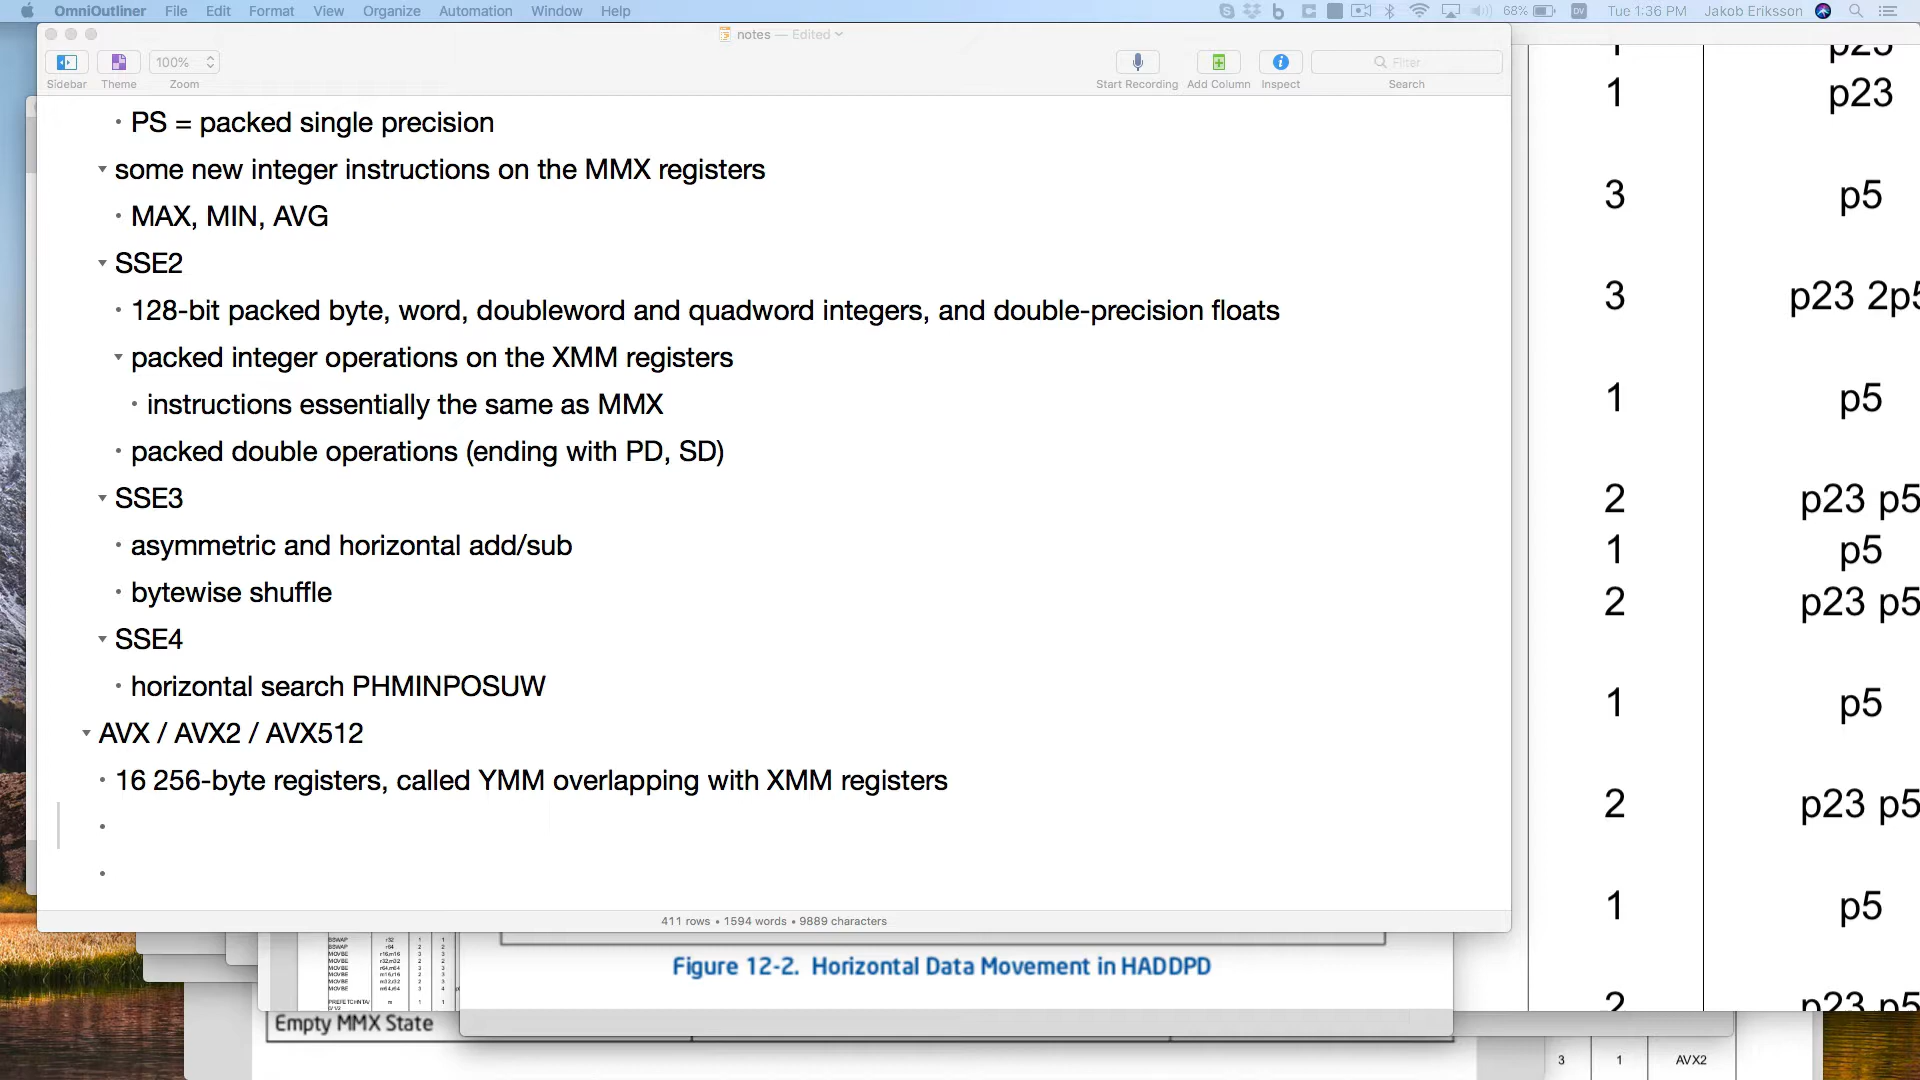 OmniOutliner File Edit Format View Organize Automation Window Help
68% Tue 1:36 PM Jakob Eriksson
notes — Edited
100%
Filter
Sidebar Theme Zoom Start Recording Add Column Inspect Search
PS = packed single precision
some new integer instructions on the MMX registers
MAX, MIN, AVG
SSE2
128-bit packed byte, word, doubleword and quadword integers, and double-precision floats
packed integer operations on the XMM registers
instructions essentially the same as MMX
packed double operations (ending with PD, SD)
SSE3
asymmetric and horizontal add/sub
bytewise shuffle
SSE4
horizontal search PHMINPOSUW
AVX / AVX2 / AVX512
16 256-byte registers, called YMM overlapping with XMM registers
411 rows • 1594 words • 9889 characters
1 p23
3 p5
3 p23 2p5
1 p5
2 p23 p5
1 p5
2 p23 p5
1 p5
2 p23 p5
1 p5
2 p23 p5
Figure 12-2. Horizontal Data Movement in HADDPD
Empty MMX State
3 1 AVX2